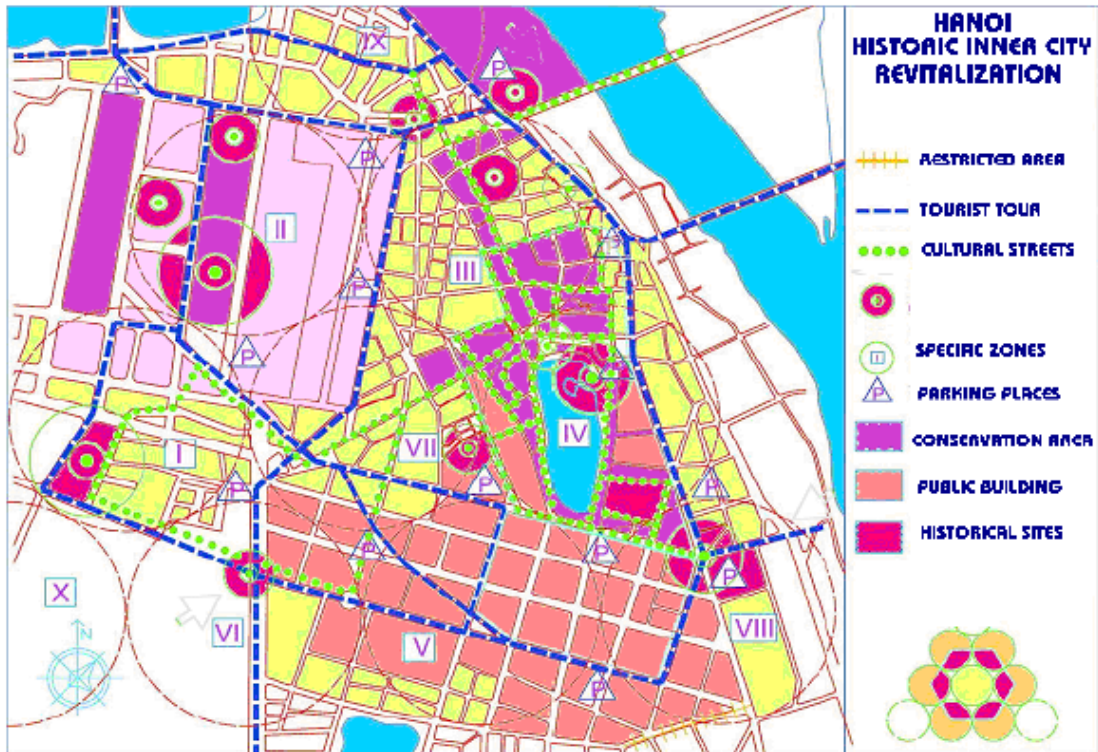 HANOI
HISTORIC INNER CITY
REVITALIZATION
RESTRICTED AREA
TOURIST TOUR
CULTURAL STREETS
I
SPECIFIC ZONES
P
PARKING PLACES
CONSERVATION AREA
PUBLIC BUILDING
HISTORICAL SITES
IX
P
P
P
II
P
III
P
P
I
P
VII
P
IV
P
P
P
P
X
VI
V
VIII
P
N